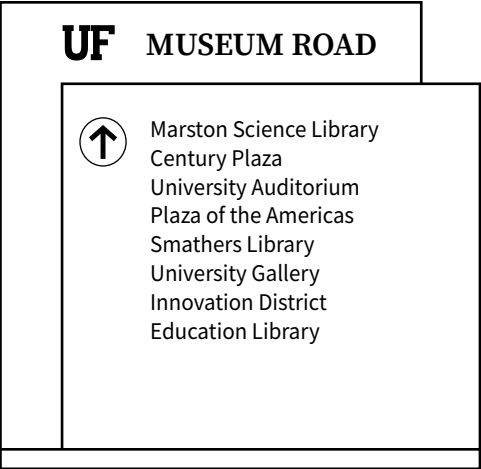 UF MUSEUM ROAD
Marston Science Library
Century Plaza
University Auditorium
Plaza of the Americas
Smathers Library
University Gallery
Innovation District
Education Library